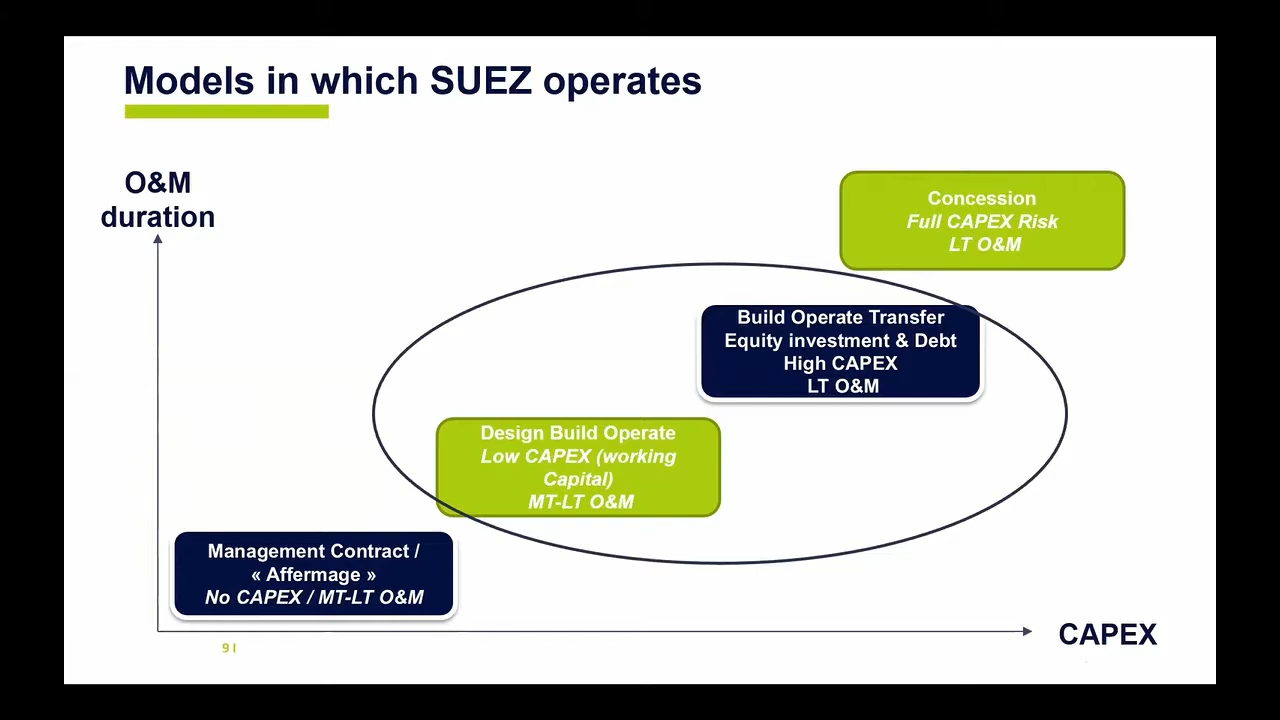 Models in which SUEZ operates
O&M
duration
Concession
Full CAPEX Risk
LT O&M
Build Operate Transfer
Equity investment & Debt
High CAPEX
LT O&M
Design Build Operate
Low CAPEX (working
Capital)
MT-LT O&M
Management Contract /
« Affermage »
No CAPEX / MT-LT O&M
CAPEX
9 I